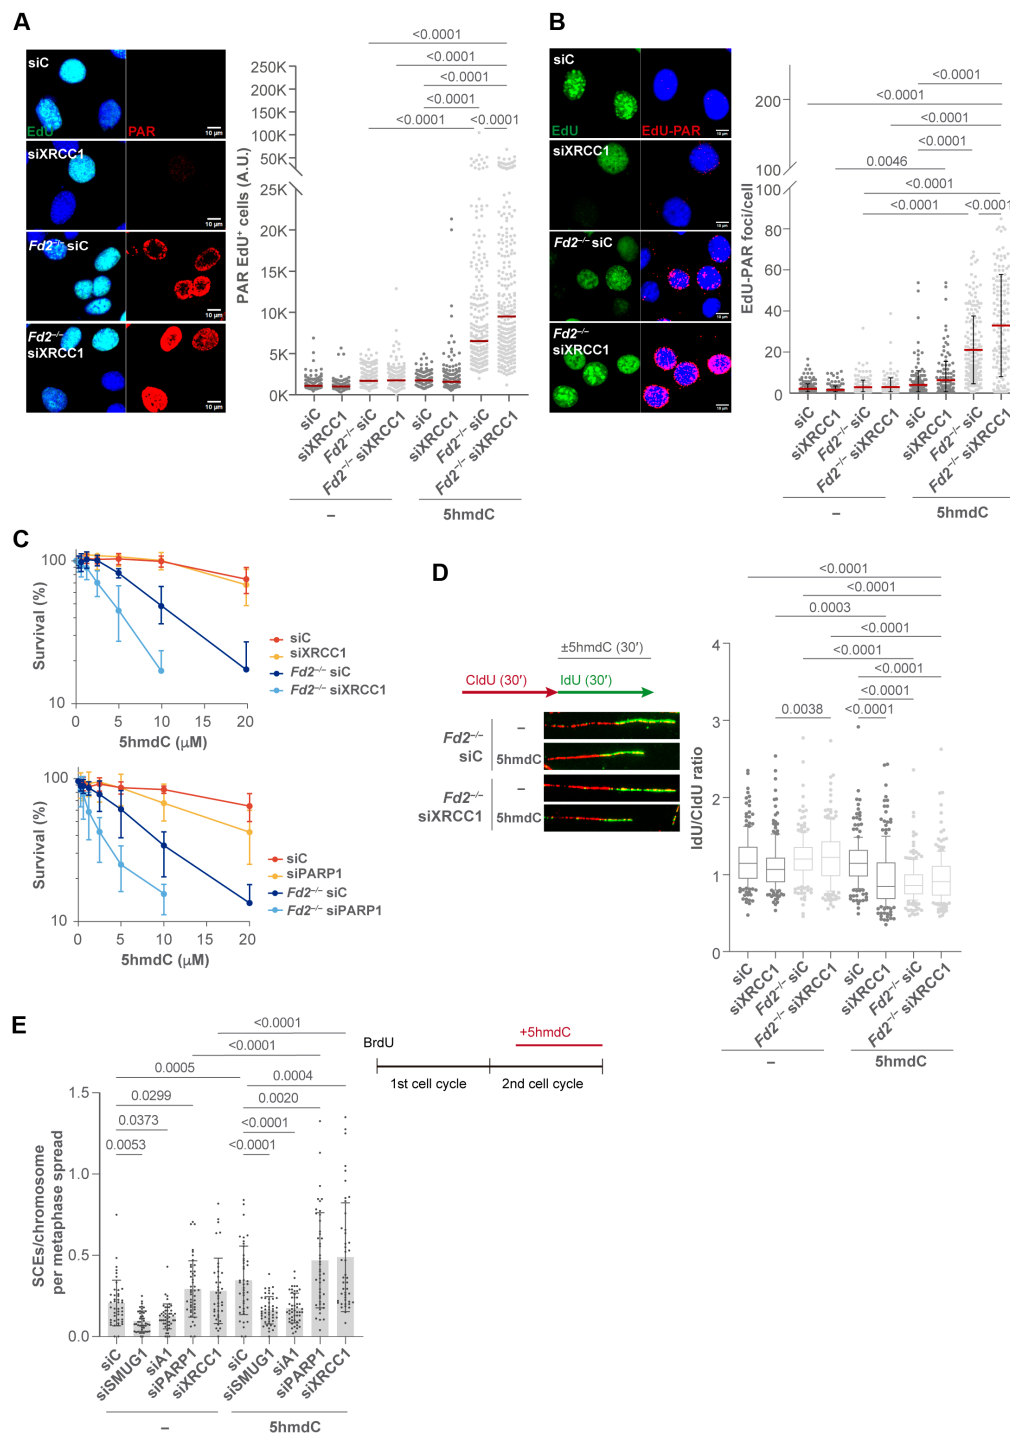 A
siC
EdU
PAR
10 µm
siXRCC1
10 µm
Fd2−/− siC
10 µm
Fd2−/−
siXRCC1
10 µm
PAR EdU+ cells (A.U.)
250K
200K
150K
100K
50K
25K
20K
15K
10K
5K
0K
<0.0001
<0.0001
<0.0001
<0.0001
<0.0001
<0.0001
siC
siXRCC1
Fd2−/− siC
Fd2−/− siXRCC1
siC
siXRCC1
Fd2−/− siC
Fd2−/− siXRCC1
–
5hmdC
B
siC
EdU
EdU-PAR
10 µm
siXRCC1
10 µm
Fd2−/− siC
10 µm
Fd2−/−
siXRCC1
10 µm
EdU-PAR foci/cell
200
100
100
80
60
40
20
0
<0.0001
<0.0001
<0.0001
<0.0001
0.0046
<0.0001
<0.0001
<0.0001
siC
siXRCC1
Fd2−/− siC
Fd2−/− siXRCC1
siC
siXRCC1
Fd2−/− siC
Fd2−/− siXRCC1
–
5hmdC
C
Survival (%)
100
10
0 5 10 15 20
5hmdC (µM)
siC
siXRCC1
Fd2−/− siC
Fd2−/− siXRCC1
Survival (%)
100
10
0 5 10 15 20
5hmdC (µM)
siC
siPARP1
Fd2−/− siC
Fd2−/− siPARP1
D
±5hmdC (30′)
CldU (30′)
IdU (30′)
Fd2−/−
siC
–
5hmdC
Fd2−/−
siXRCC1
–
5hmdC
IdU/CldU ratio
4
3
2
1
0
<0.0001
<0.0001
0.0003
<0.0001
<0.0001
<0.0001
<0.0001
0.0038
<0.0001
siC
siXRCC1
Fd2−/− siC
Fd2−/− siXRCC1
siC
siXRCC1
Fd2−/− siC
Fd2−/− siXRCC1
–
5hmdC
E
SCEs/chromosome
per metaphase spread
1.5
1.0
0.5
0.0
<0.0001
<0.0001
0.0005
0.0004
0.0299
0.0020
0.0373
<0.0001
0.0053
<0.0001
siC
siSMUG1
siA1
siPARP1
siXRCC1
siC
siSMUG1
siA1
siPARP1
siXRCC1
–
5hmdC
BrdU
+5hmdC
1st cell cycle
2nd cell cycle